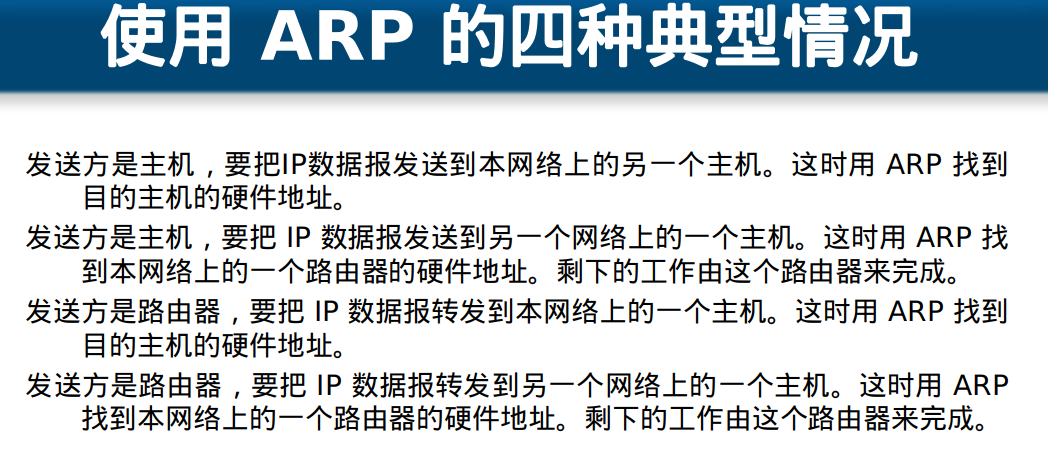 使用 ARP 的四种典型情况
发送方是主机，要把IP数据报发送到本网络上的另一个主机。这时用 ARP 找到
目的主机的硬件地址。
发送方是主机，要把 IP 数据报发送到另一个网络上的一个主机。这时用 ARP 找
到本网络上的一个路由器的硬件地址。剩下的工作由这个路由器来完成。
发送方是路由器，要把 IP 数据报转发到本网络上的一个主机。这时用 ARP 找到
目的主机的硬件地址。
发送方是路由器，要把 IP 数据报转发到另一个网络上的一个主机。这时用 ARP
找到本网络上的一个路由器的硬件地址。剩下的工作由这个路由器来完成。